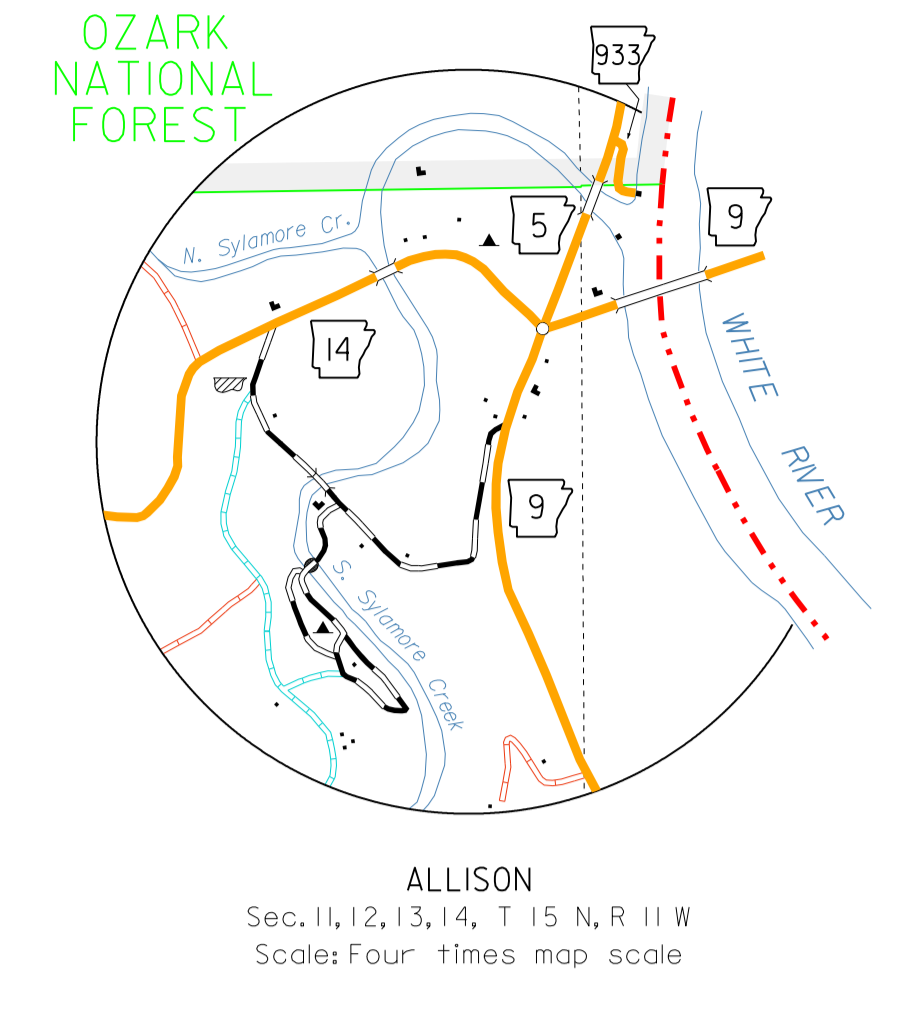 OZARK
NATIONAL
FOREST
933
9
5
N. Sylamore Cr.
14
WHITE
RIVER
9
S. Sylamore Creek
ALLISON
Sec. 11, 12, 13, 14, T 15 N, R 11 W
Scale: Four times map scale